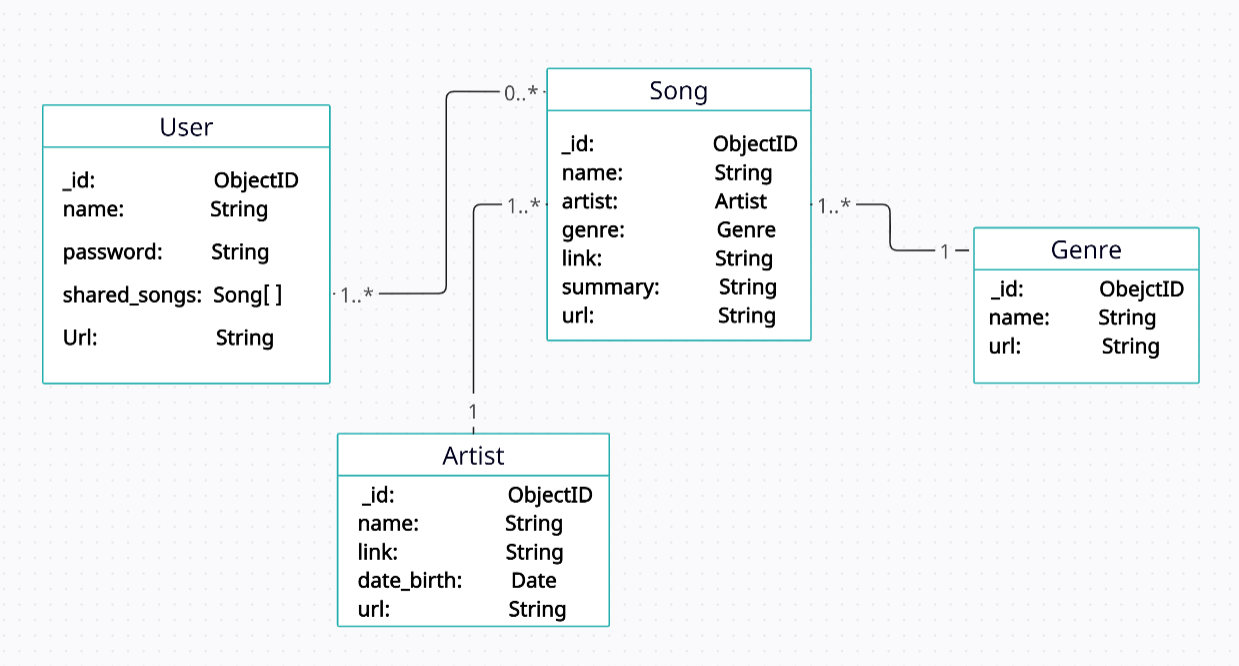 User
_id: ObjectID
name: String
password: String
shared_songs: Song[ ]
Url: String
1..*
0..*
Song
_id: ObjectID
name: String
artist: Artist
genre: Genre
link: String
summary: String
url: String
1..*
1
1..*
1
Genre
_id: ObejctID
name: String
url: String
Artist
_id: ObjectID
name: String
link: String
date_birth: Date
url: String